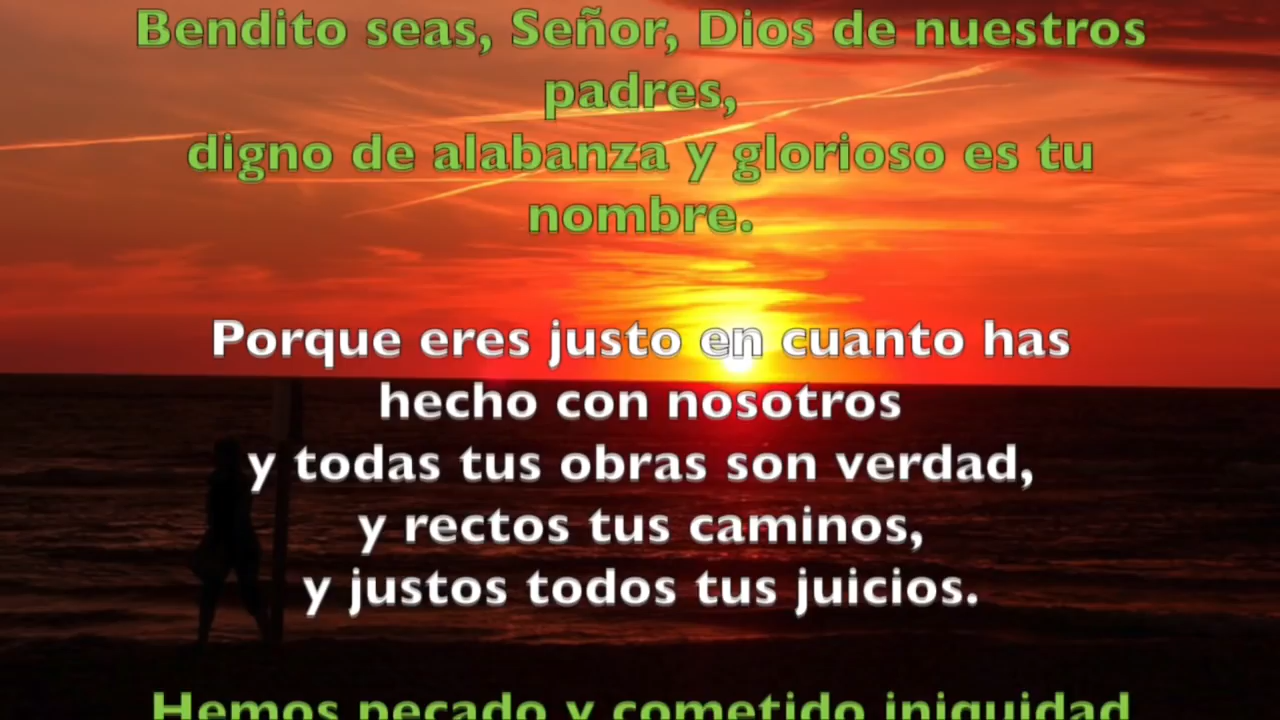 Bendito seas, Señor, Dios de nuestros
padres,
digno de alabanza y glorioso es tu
nombre.
Porque eres justo en cuanto has
hecho con nosotros
y todas tus obras son verdad,
y rectos tus caminos,
y justos todos tus juicios.
Hemos pecado y cometido iniquidad